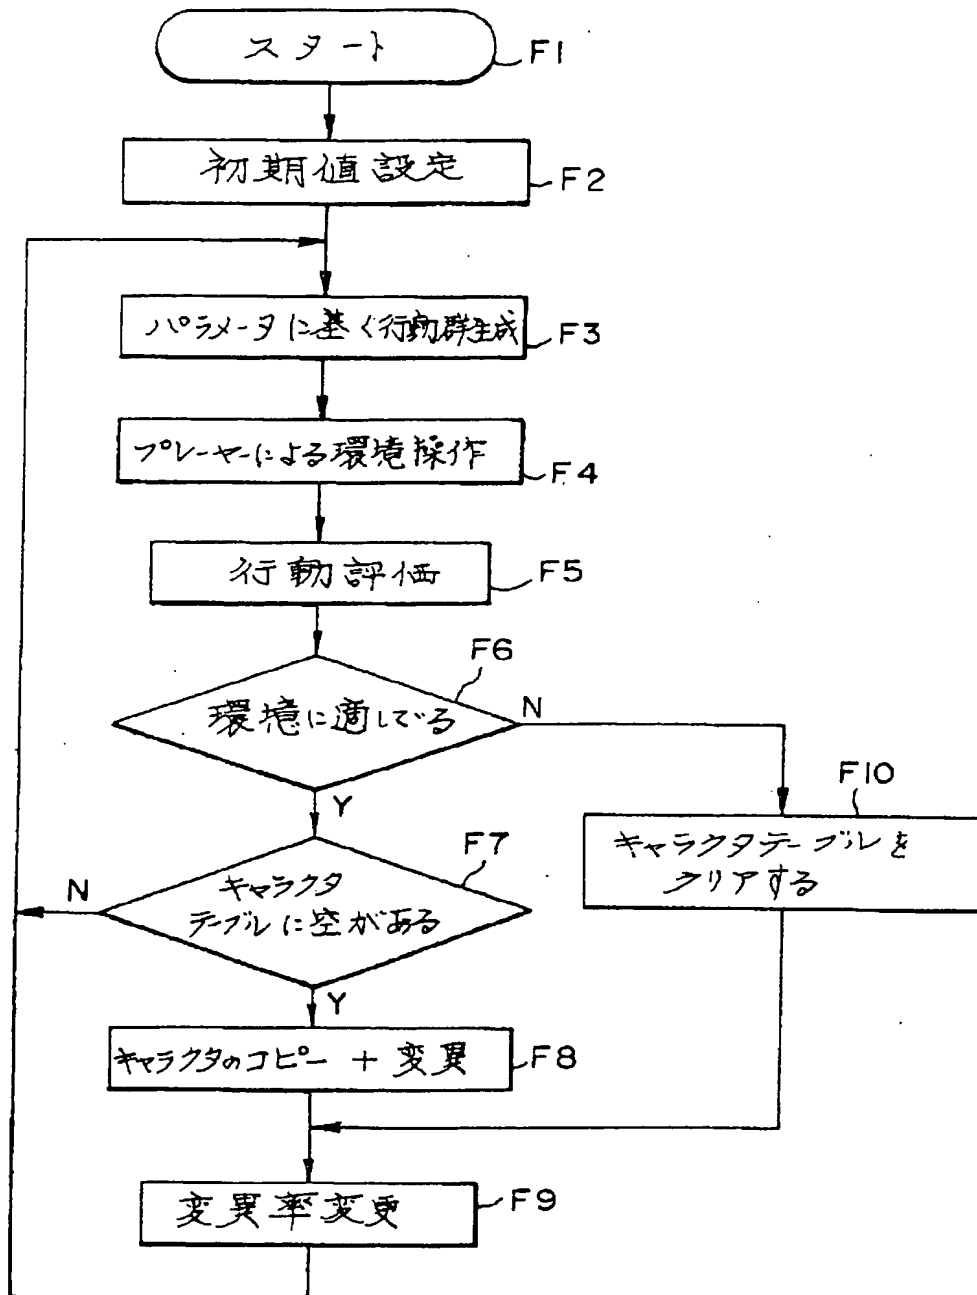 スタート
F1
初期値設定
F2
パラメータに基く行動群生成
F3
プレーヤーによる環境操作
F4
行動評価
F5
F6
環境に適している
N
Y
F10
キャラクタテーブルを
クリアする
F7
キャラクタ
テーブルに空がある
N
Y
キャラクタのコピー + 変異
F8
変異率変更
F9